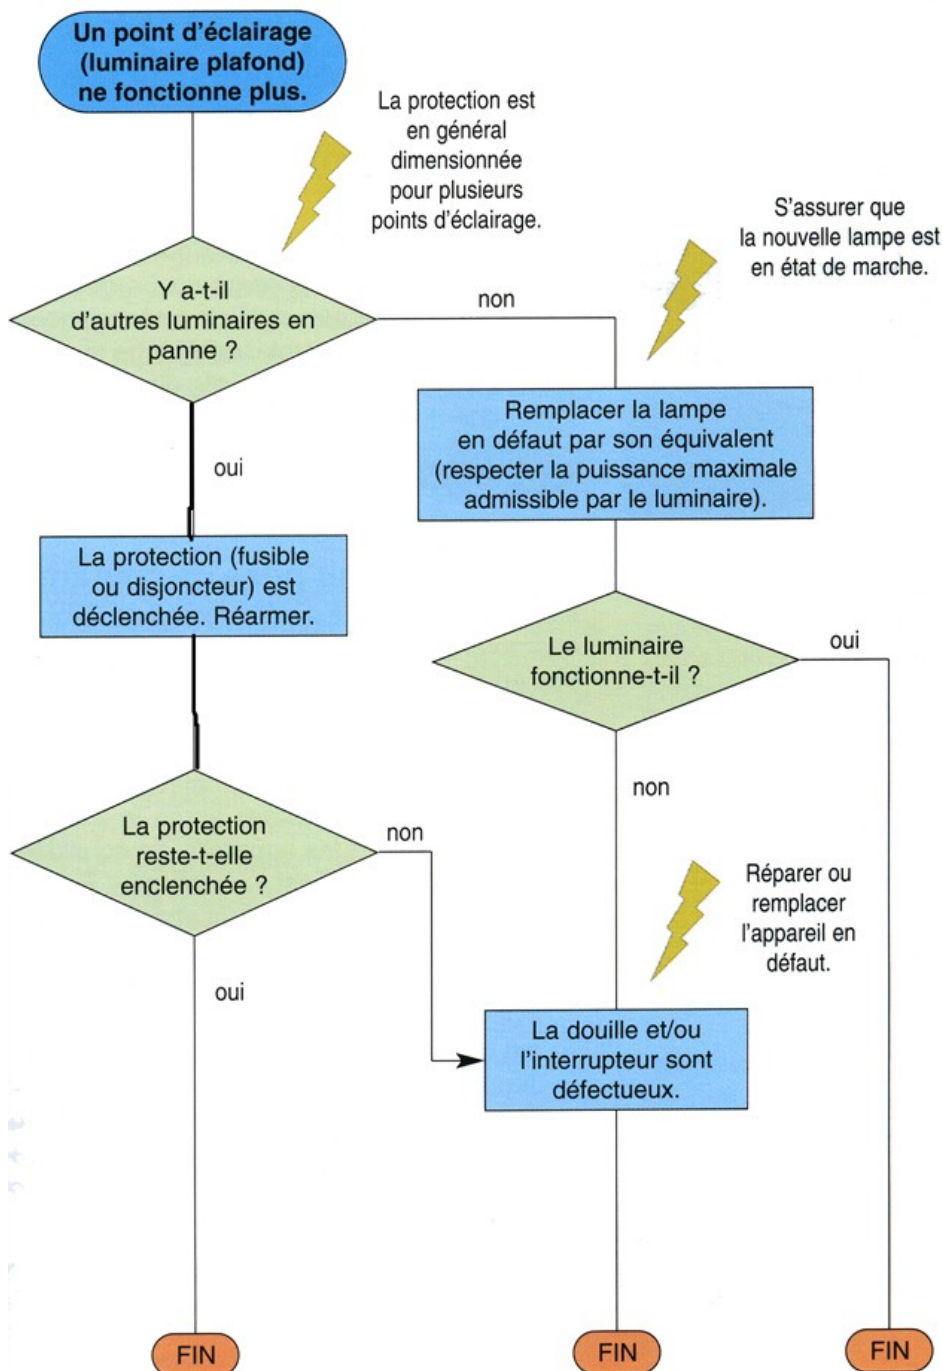 Un point d'éclairage
(luminaire plafond)
ne fonctionne plus.
La protection est
en général
dimensionnée
pour plusieurs
points d'éclairage.
S'assurer que
la nouvelle lampe est
en état de marche.
Y a-t-il
d'autres luminaires en
panne ?
non
oui
Remplacer la lampe
en défaut par son équivalent
(respecter la puissance maximale
admissible par le luminaire).
La protection (fusible
ou disjoncteur) est
déclenchée. Réarmer.
Le luminaire
fonctionne-t-il ?
oui
non
La protection
reste-t-elle
enclenchée ?
non
oui
Réparer ou
remplacer
l'appareil en
défaut.
La douille et/ou
l'interrupteur sont
défectueux.
FIN
FIN
FIN